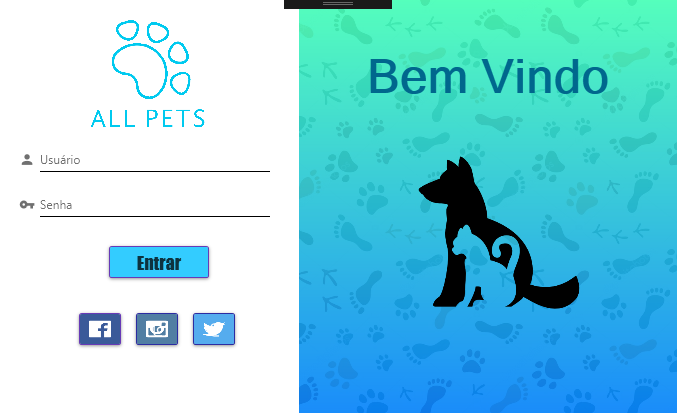 ALL PETS
Usuário
Senha
Entrar
Bem Vindo